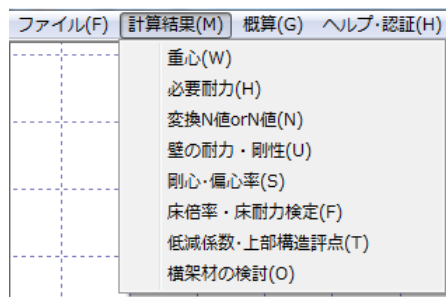 ファイル(F) 計算結果(M) 概算(G) ヘルプ・認証(H)
重心(W)
必要耐力(H)
変換N値orN値(N)
壁の耐力・剛性(U)
剛心・偏心率(S)
床倍率・床耐力検定(F)
低減係数・上部構造評点(T)
横架材の検討(O)